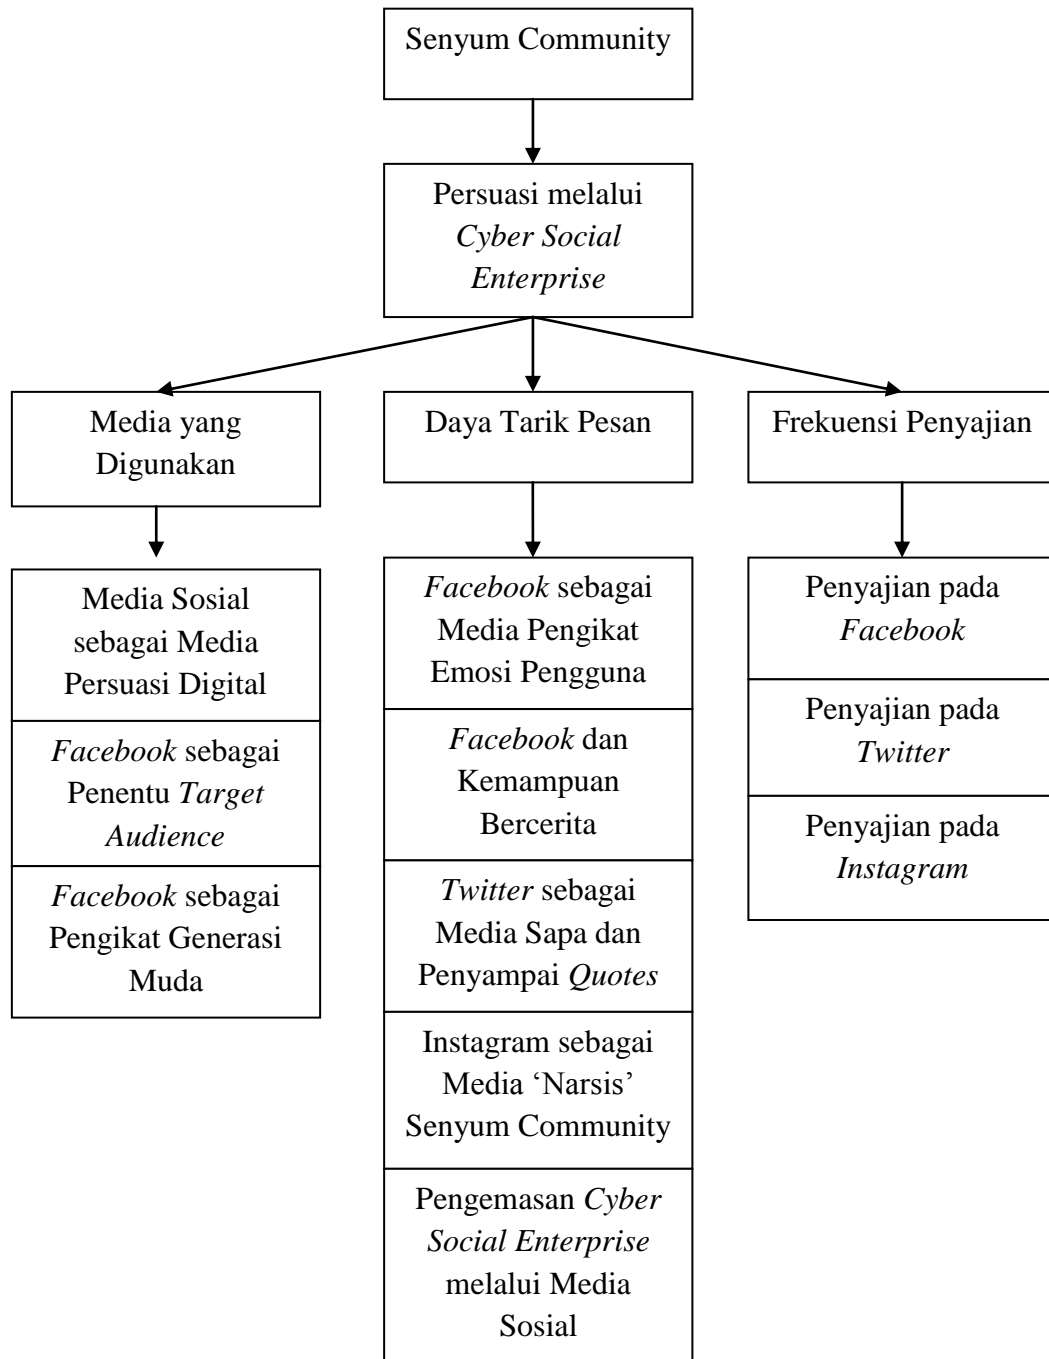 Senyum Community
Persuasi melalui
Cyber Social
Enterprise
Media yang
Digunakan
Daya Tarik Pesan
Frekuensi Penyajian
Media Sosial
sebagai Media
Persuasi Digital
Facebook sebagai
Penentu Target
Audience
Facebook sebagai
Pengikat Generasi
Muda
Facebook sebagai
Media Pengikat
Emosi Pengguna
Facebook dan
Kemampuan
Bercerita
Twitter sebagai
Media Sapa dan
Penyampai Quotes
Instagram sebagai
Media ‘Narsis’
Senyum Community
Pengemasan Cyber
Social Enterprise
melalui Media
Sosial
Penyajian pada
Facebook
Penyajian pada
Twitter
Penyajian pada
Instagram